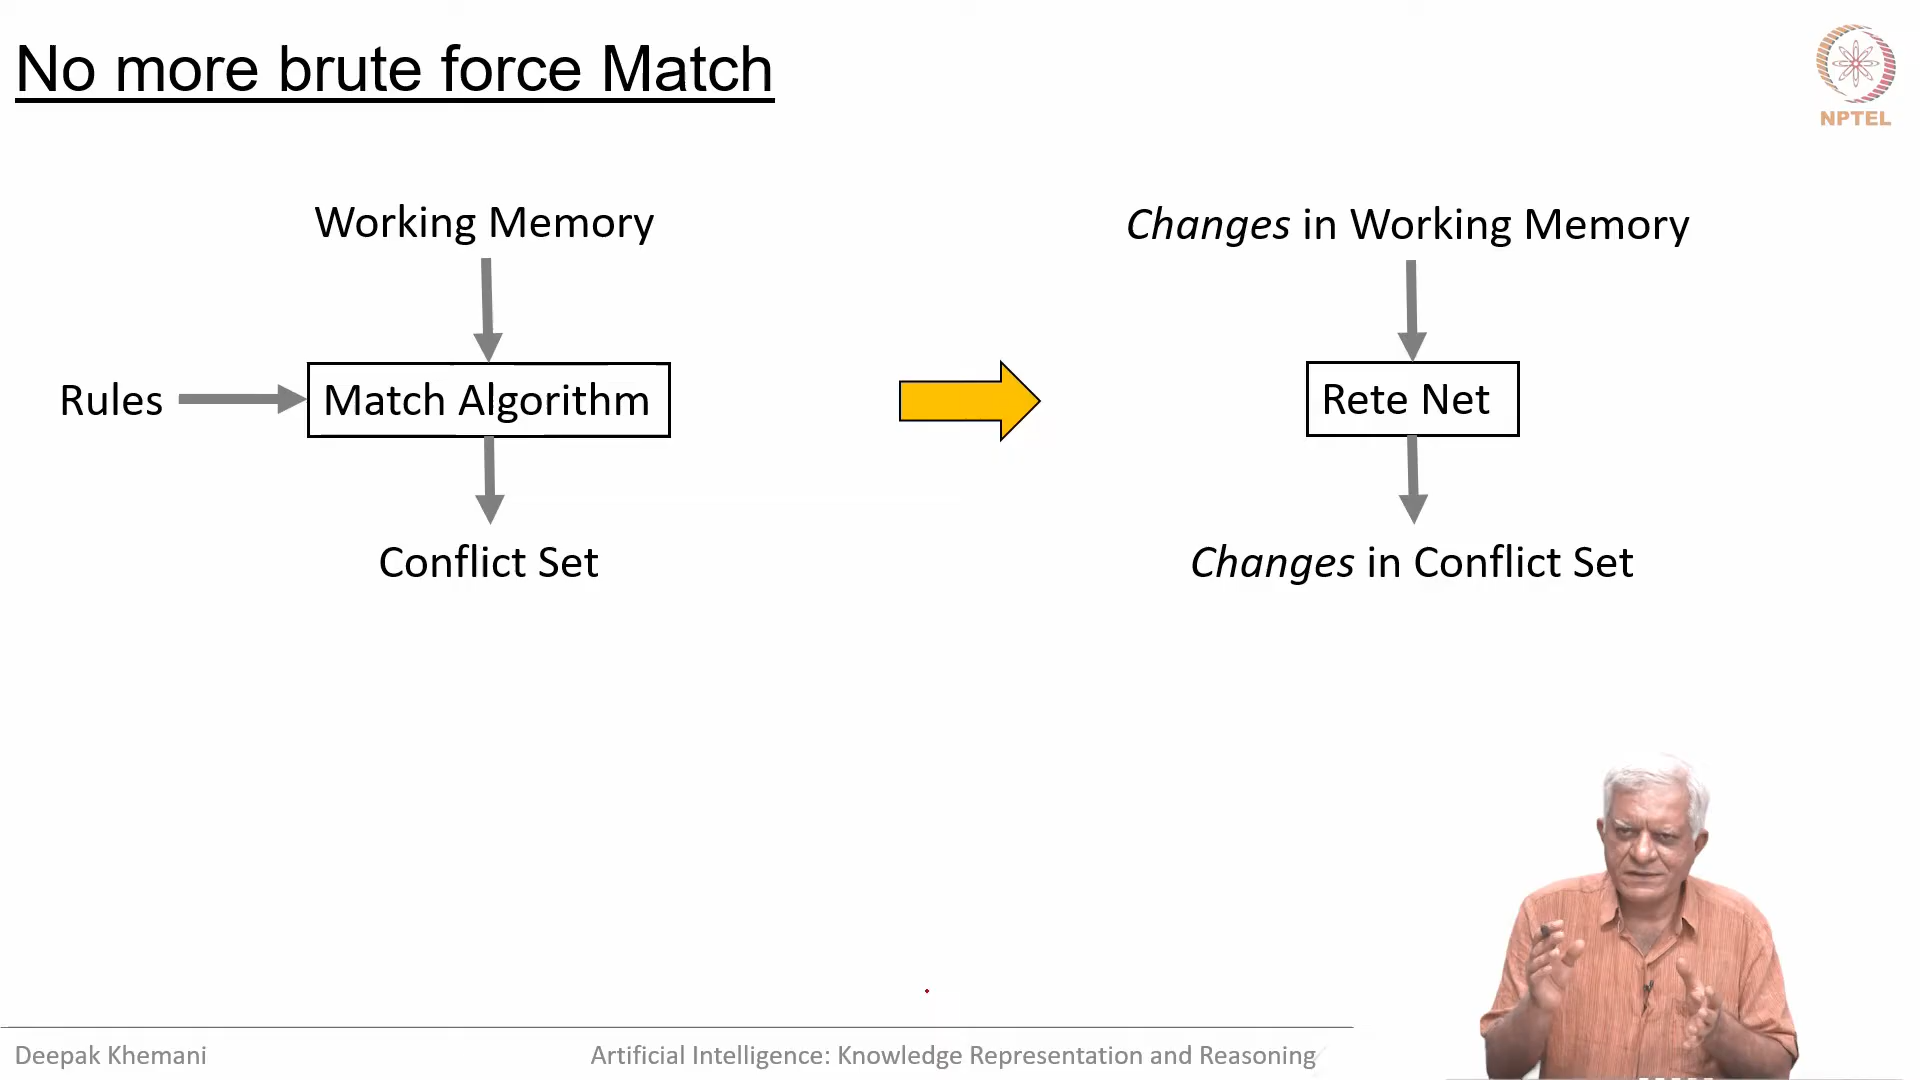 No more brute force Match
NPTEL
Working Memory
Rules
Match Algorithm
Conflict Set
Changes in Working Memory
Rete Net
Changes in Conflict Set
Deepak Khemani
Artificial Intelligence: Knowledge Representation and Reasoning